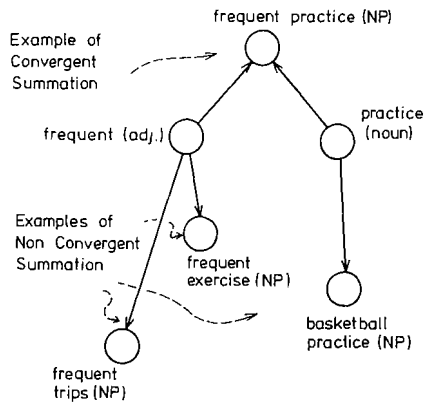 frequent practice (NP)
Example of
Convergent
Summation
frequent (adj.)
practice
(noun)
Examples of
Non Convergent
Summation
frequent
exercise (NP)
basketball
practice (NP)
frequent
trips (NP)